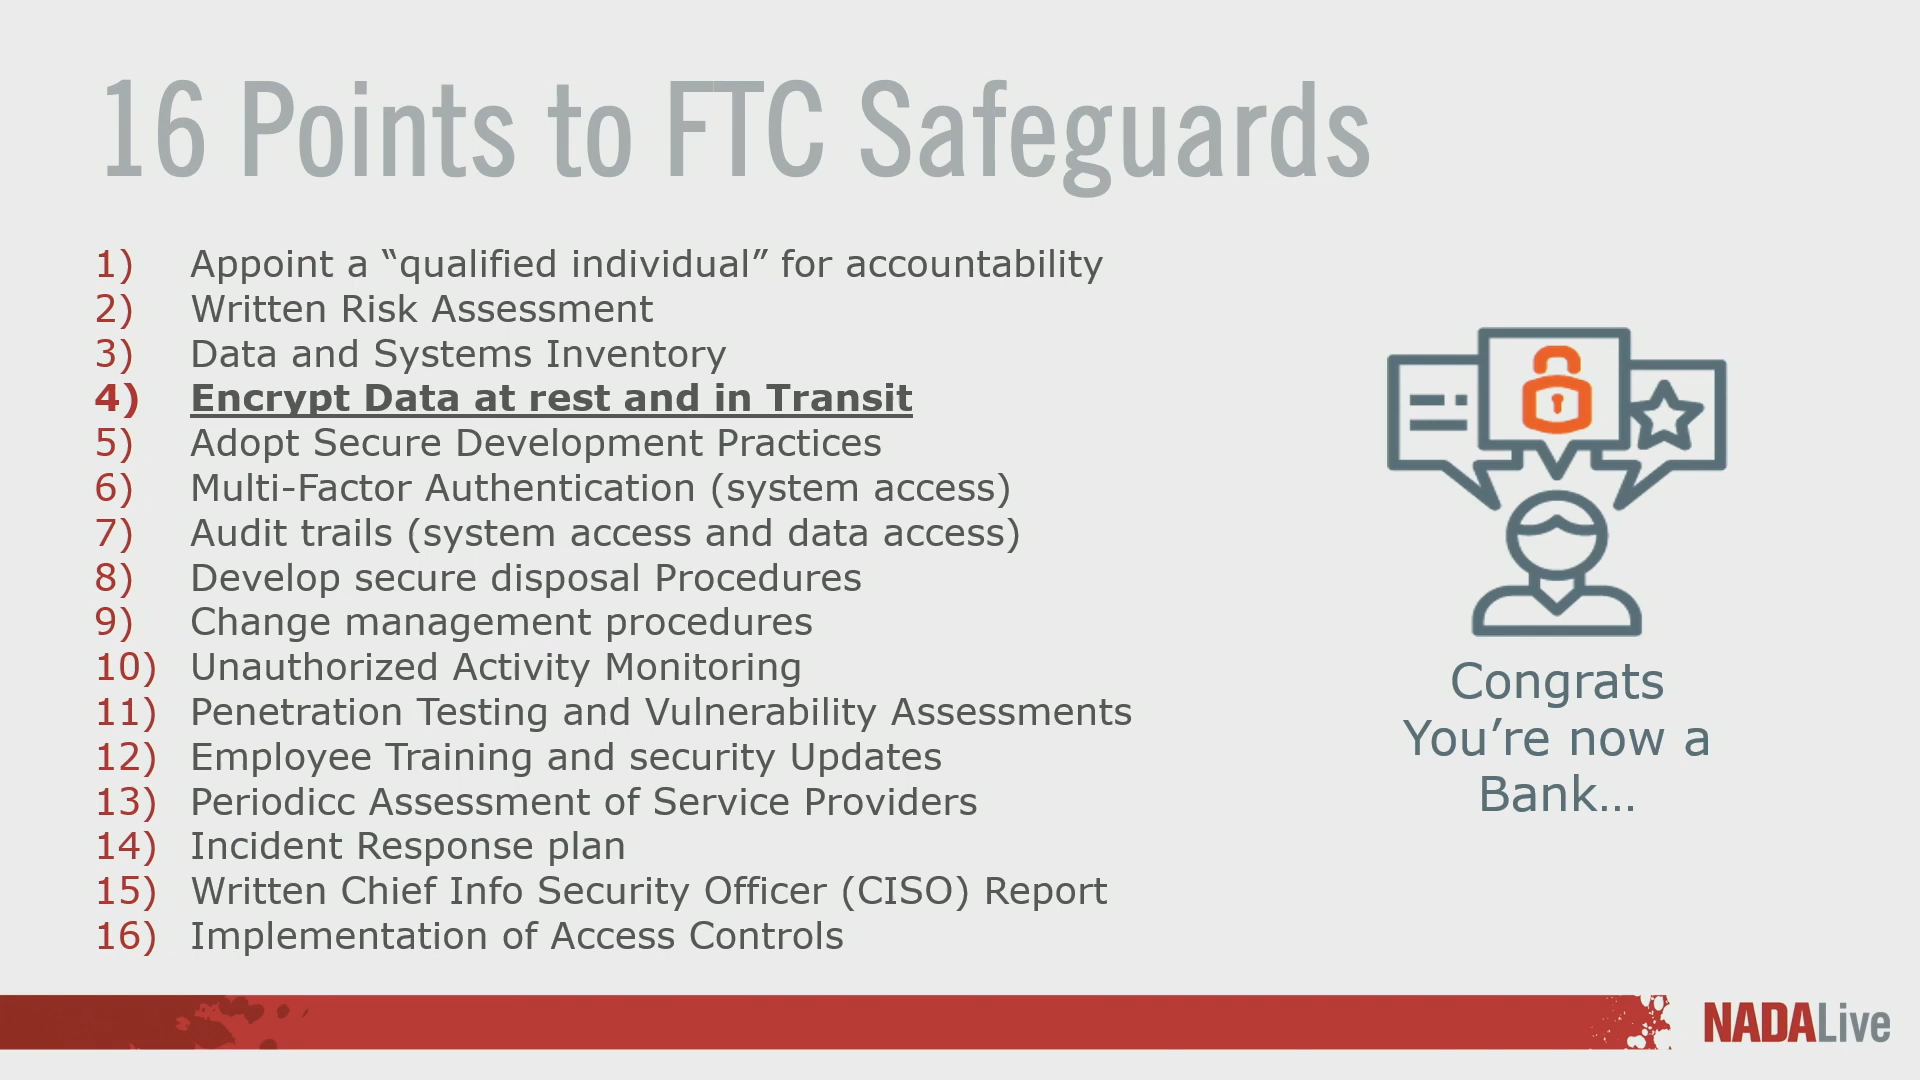 16 Points to FTC Safeguards
1) Appoint a “qualified individual” for accountability
2) Written Risk Assessment
3) Data and Systems Inventory
4) Encrypt Data at rest and in Transit
5) Adopt Secure Development Practices
6) Multi-Factor Authentication (system access)
7) Audit trails (system access and data access)
8) Develop secure disposal Procedures
9) Change management procedures
10) Unauthorized Activity Monitoring
11) Penetration Testing and Vulnerability Assessments
12) Employee Training and security Updates
13) Periodicc Assessment of Service Providers
14) Incident Response plan
15) Written Chief Info Security Officer (CISO) Report
16) Implementation of Access Controls
Congrats
You’re now a
Bank...
NADALive